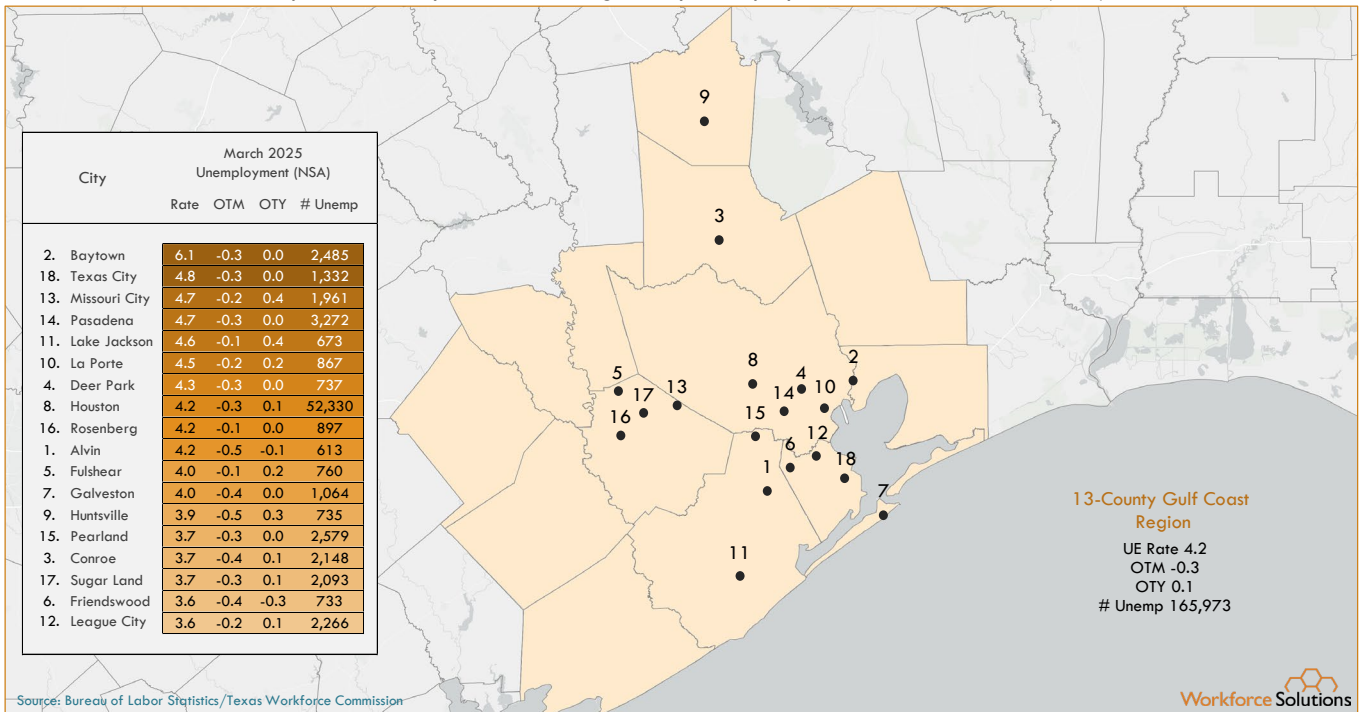 City
March 2025
Unemployment (NSA)
Rate OTM OTY # Unemp
2. Baytown 6.1 -0.3 0.0 2,485
18. Texas City 4.8 -0.3 0.0 1,332
13. Missouri City 4.7 -0.2 0.4 1,961
14. Pasadena 4.7 -0.3 0.0 3,272
11. Lake Jackson 4.6 -0.1 0.4 673
10. La Porte 4.5 -0.2 0.2 867
4. Deer Park 4.3 -0.3 0.0 737
8. Houston 4.2 -0.3 0.1 52,330
16. Rosenberg 4.2 -0.1 0.0 897
1. Alvin 4.2 -0.5 -0.1 613
5. Fulshear 4.0 -0.1 0.2 760
7. Galveston 4.0 -0.4 0.0 1,064
9. Huntsville 3.9 -0.5 0.3 735
15. Pearland 3.7 -0.3 0.0 2,579
3. Conroe 3.7 -0.4 0.1 2,148
17. Sugar Land 3.7 -0.3 0.1 2,093
6. Friendswood 3.6 -0.4 -0.3 733
12. League City 3.6 -0.2 0.1 2,266
9
3
8
2
5
4
17
13
14
10
16
15
12
6
1
18
7
11
13-County Gulf Coast
Region
UE Rate 4.2
OTM -0.3
OTY 0.1
# Unemp 165,973
Source: Bureau of Labor Statistics/Texas Workforce Commission
Workforce Solutions